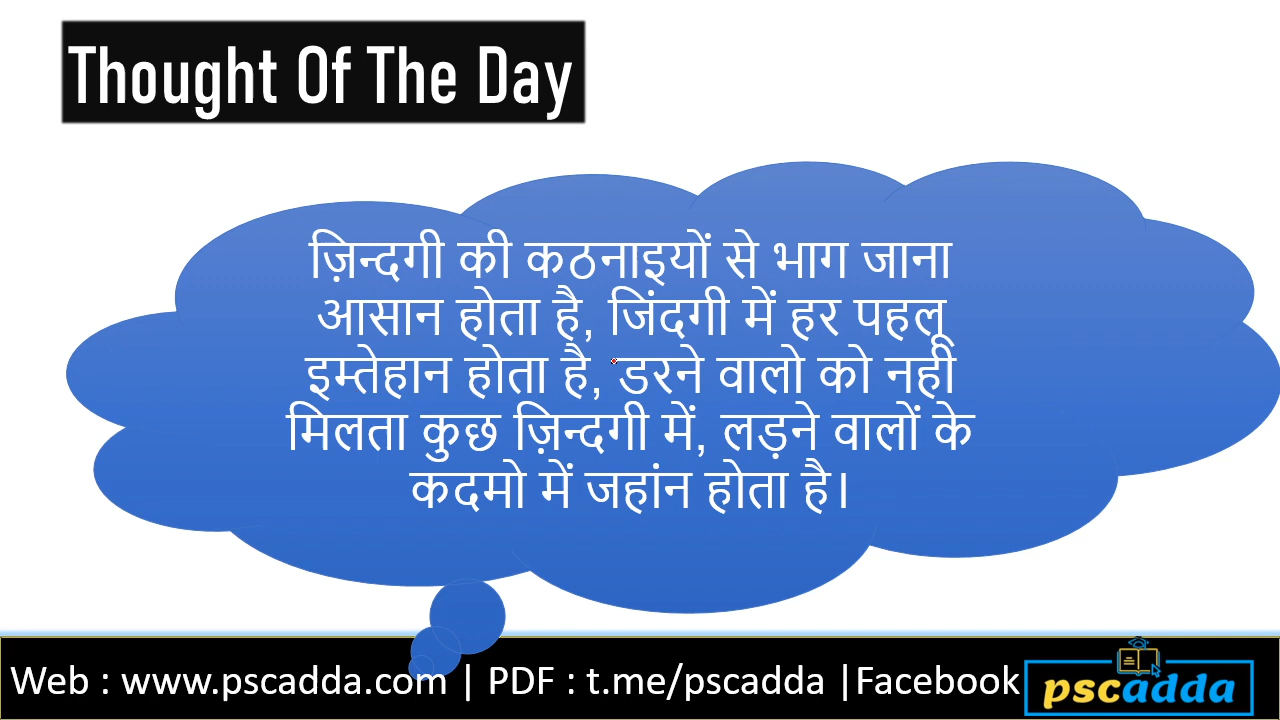 Thought Of The Day
ज़िन्दगी की कठनाइयों से भाग जाना
आसान होता है, जिंदगी में हर पहलू
इम्तेहान होता है, डरने वालो को नही
मिलता कुछ ज़िन्दगी में, लड़ने वालों के
कदमो में जहांन होता है।
Web : www.pscadda.com | PDF : t.me/pscadda |Facebook
pscadda